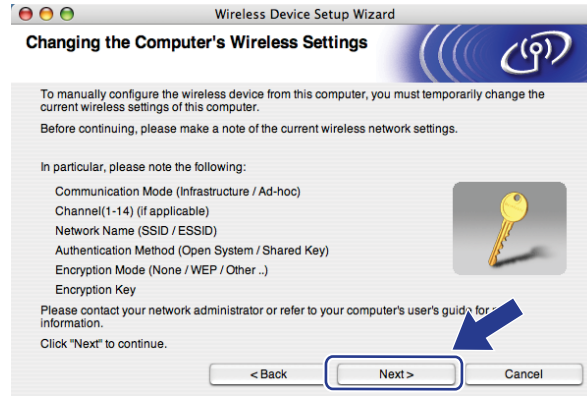 Wireless Device Setup Wizard
Changing the Computer's Wireless Settings
To manually configure the wireless device from this computer, you must temporarily change the
current wireless settings of this computer.
Before continuing, please make a note of the current wireless network settings.
In particular, please note the following:
Communication Mode (Infrastructure / Ad-hoc)
Channel(1-14) (if applicable)
Network Name (SSID / ESSID)
Authentication Method (Open System / Shared Key)
Encryption Mode (None / WEP / Other ..)
Encryption Key
Please contact your network administrator or refer to your computer's user's guide for
information.
Click "Next" to continue.
< Back Next > Cancel